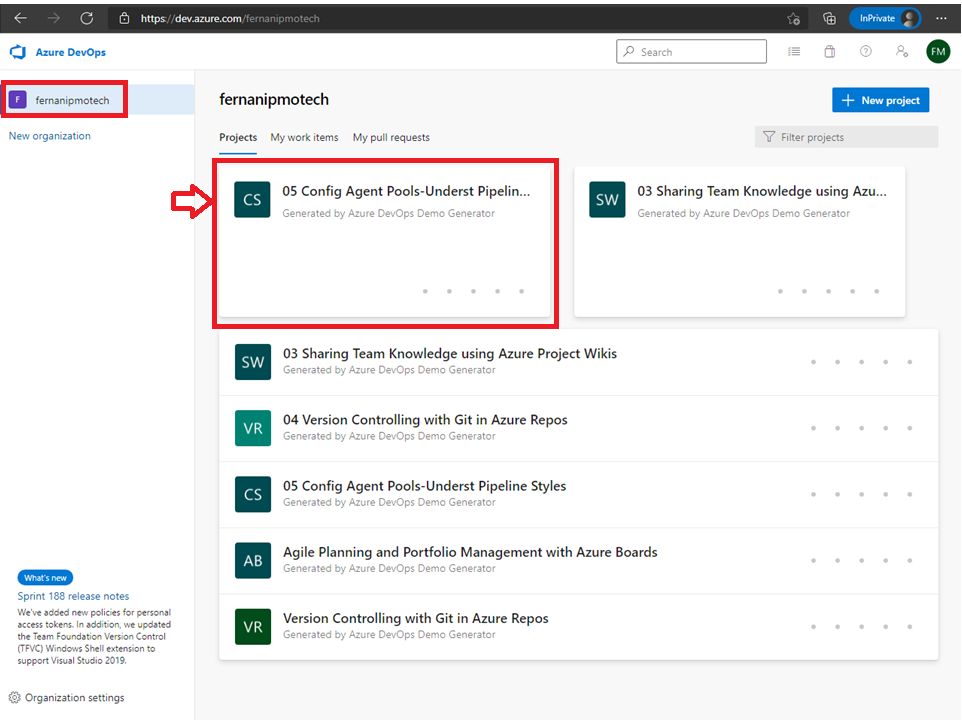 https://dev.azure.com/fernanipmotech
InPrivate
Azure DevOps
Search
FM
F
fernanipmotech
New organization
fernanipmotech
New project
Projects
My work items
My pull requests
Filter projects
CS
05 Config Agent Pools-Underst Pipelin...
Generated by Azure DevOps Demo Generator
SW
03 Sharing Team Knowledge using Azu...
Generated by Azure DevOps Demo Generator
SW
03 Sharing Team Knowledge using Azure Project Wikis
Generated by Azure DevOps Demo Generator
VR
04 Version Controlling with Git in Azure Repos
Generated by Azure DevOps Demo Generator
CS
05 Config Agent Pools-Underst Pipeline Styles
Generated by Azure DevOps Demo Generator
AB
Agile Planning and Portfolio Management with Azure Boards
Generated by Azure DevOps Demo Generator
VR
Version Controlling with Git in Azure Repos
Generated by Azure DevOps Demo Generator
What's new
Sprint 188 release notes
We've added new policies for personal
access tokens. In addition, we updated
the Team Foundation Version Control
(TFVC) Windows Shell extension to
support Visual Studio 2019.
Organization settings